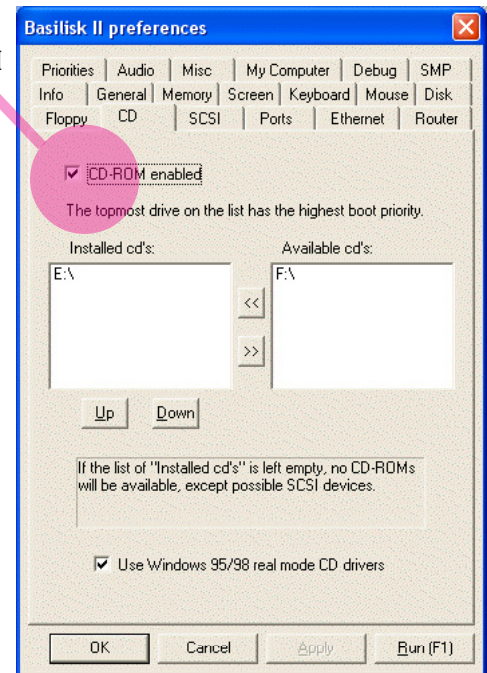 Basilisk II preferences
Priorities Audio Misc My Computer Debug SMP
Info General Memory Screen Keyboard Mouse Disk
Floppy CD SCSI Ports Ethernet Router
CD-ROM enabled
The topmost drive on the list has the highest boot priority.
Installed cd's: Available cd's:
E:\ F:\
<<
>>
Up Down
If the list of "Installed cd's" is left empty, no CD-ROMs
will be available, except possible SCSI devices.
Use Windows 95/98 real mode CD drivers
OK Cancel Apply Run (F1)